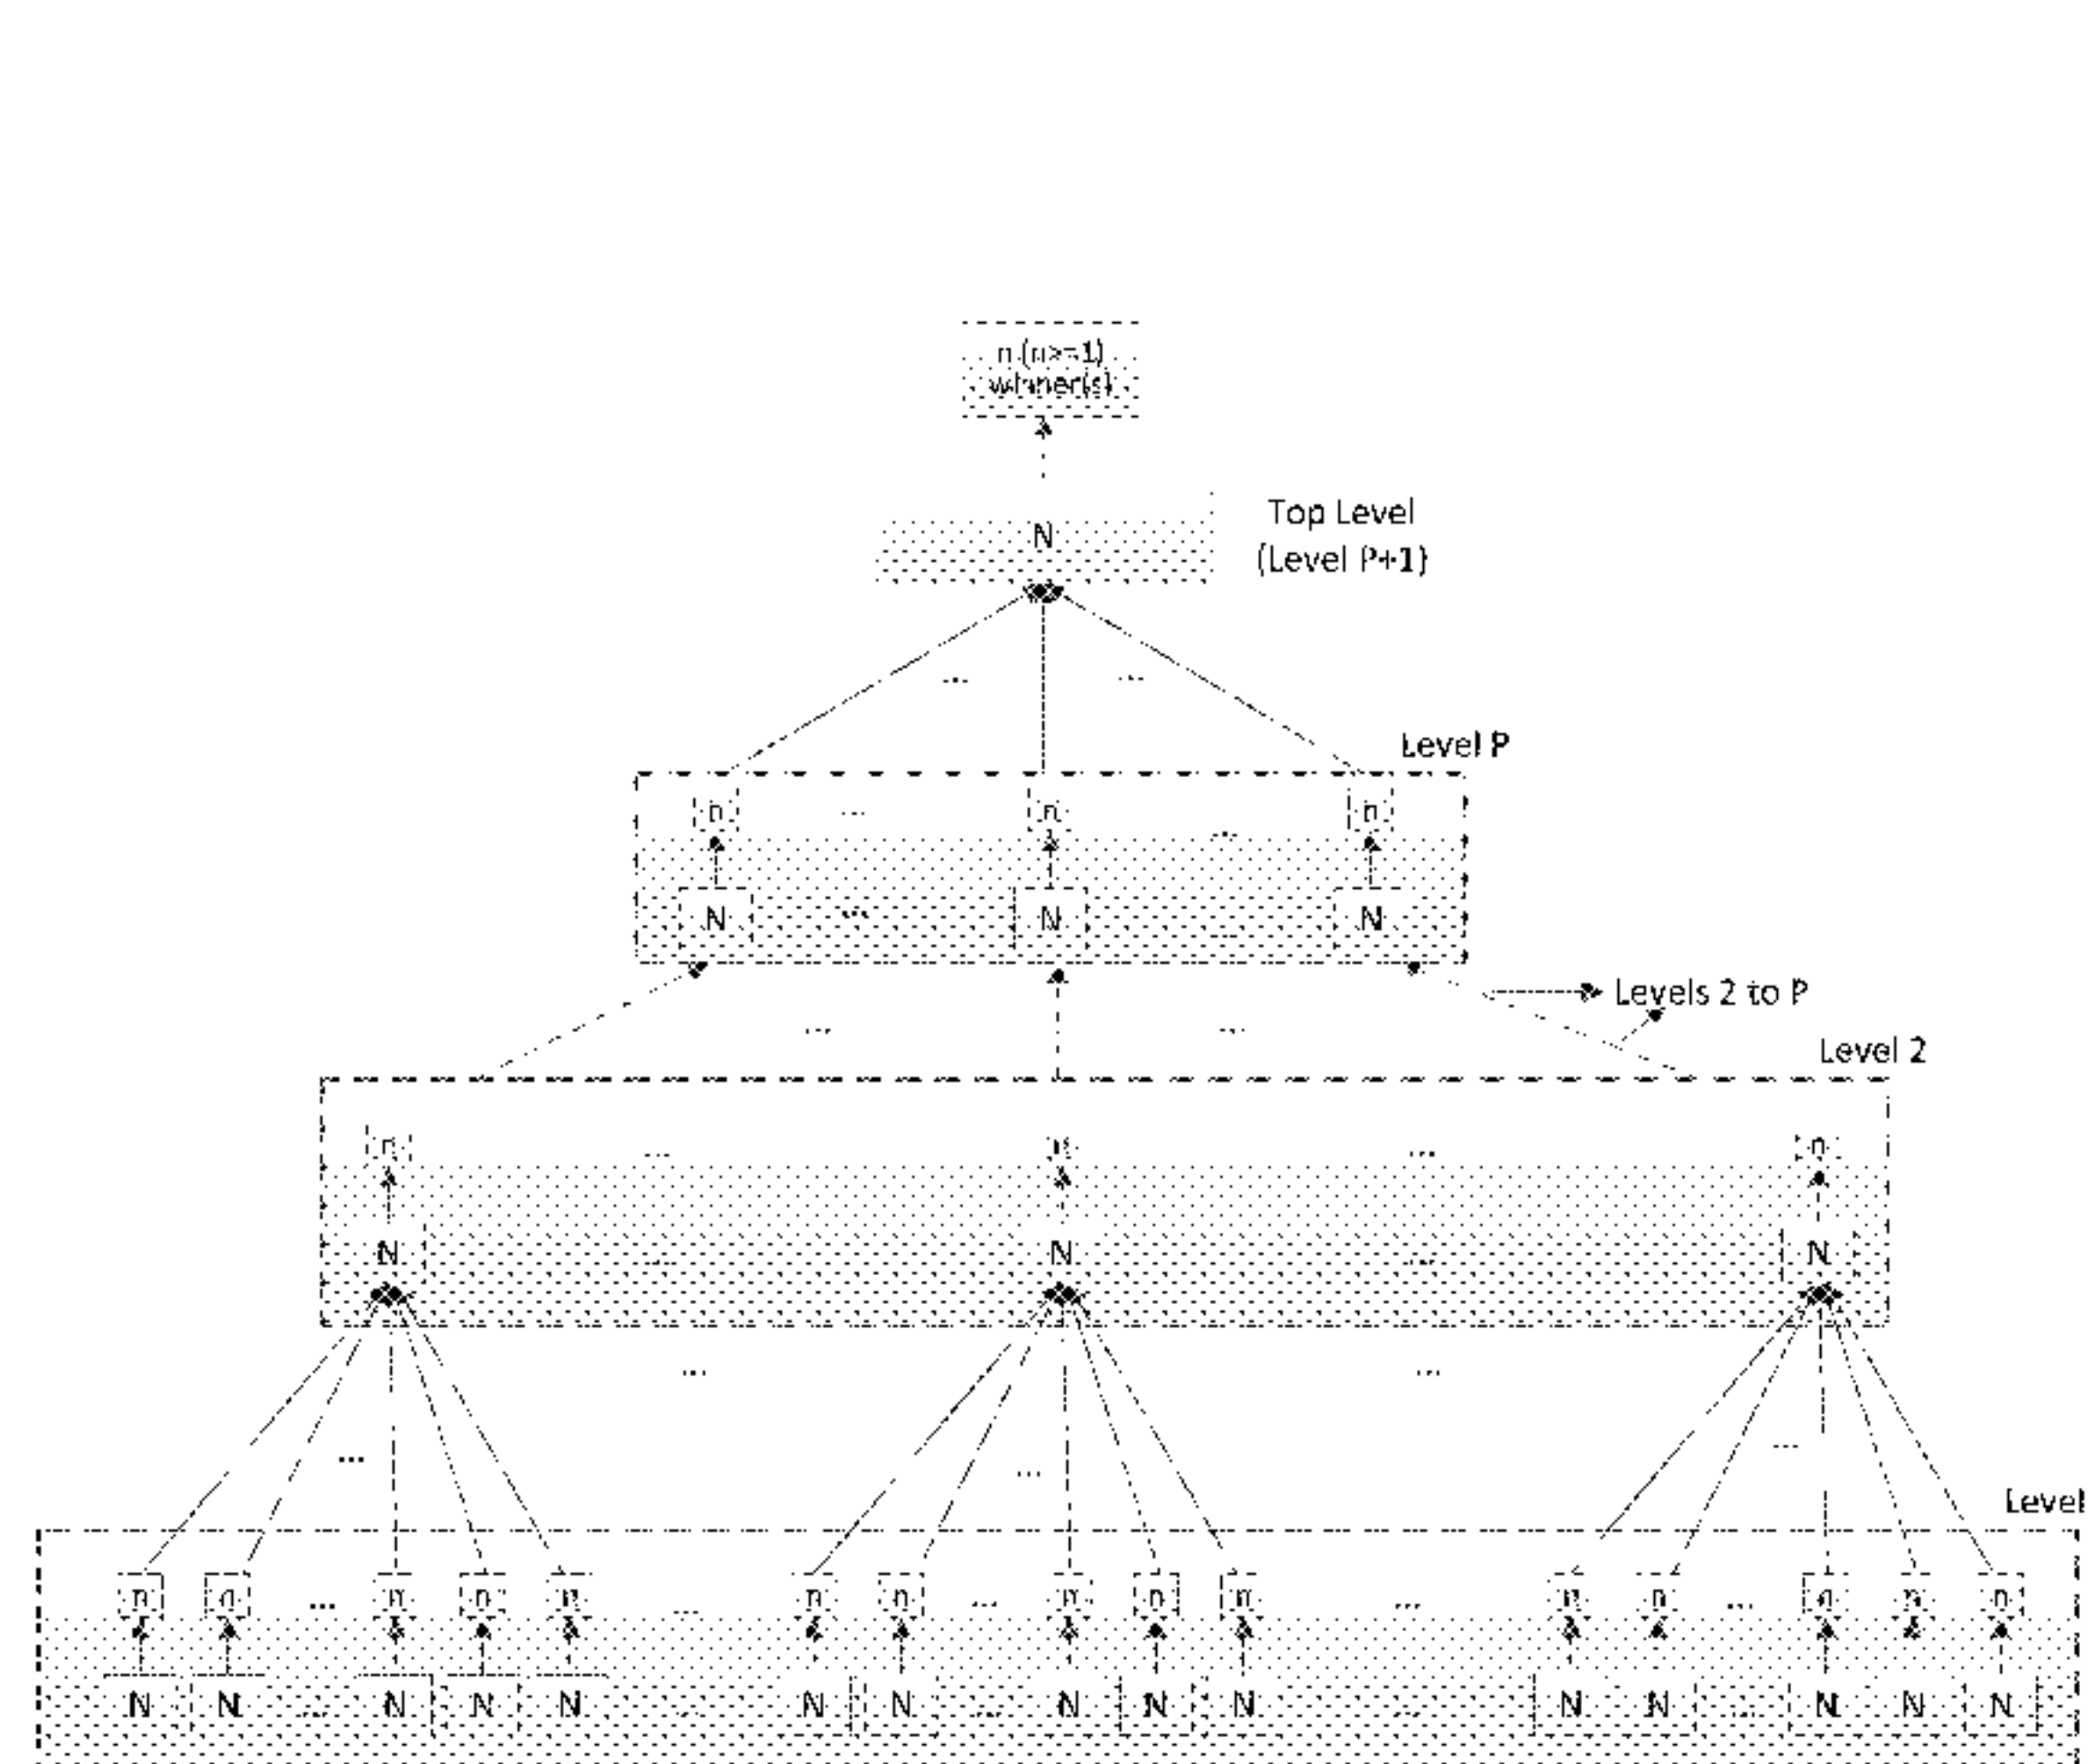 n (n>=1)
winner(s)
N
Top Level
(Level P+1)
Level P
n ... n ... n
N ... N ... N
Levels 2 to P
Level 2
n ... n ... n
N ... N ... N
Level
n n ... n n n ... n n ... n n n ... n n ... n n n
N N ... N N N ... N N ... N N N ... N N ... N N N